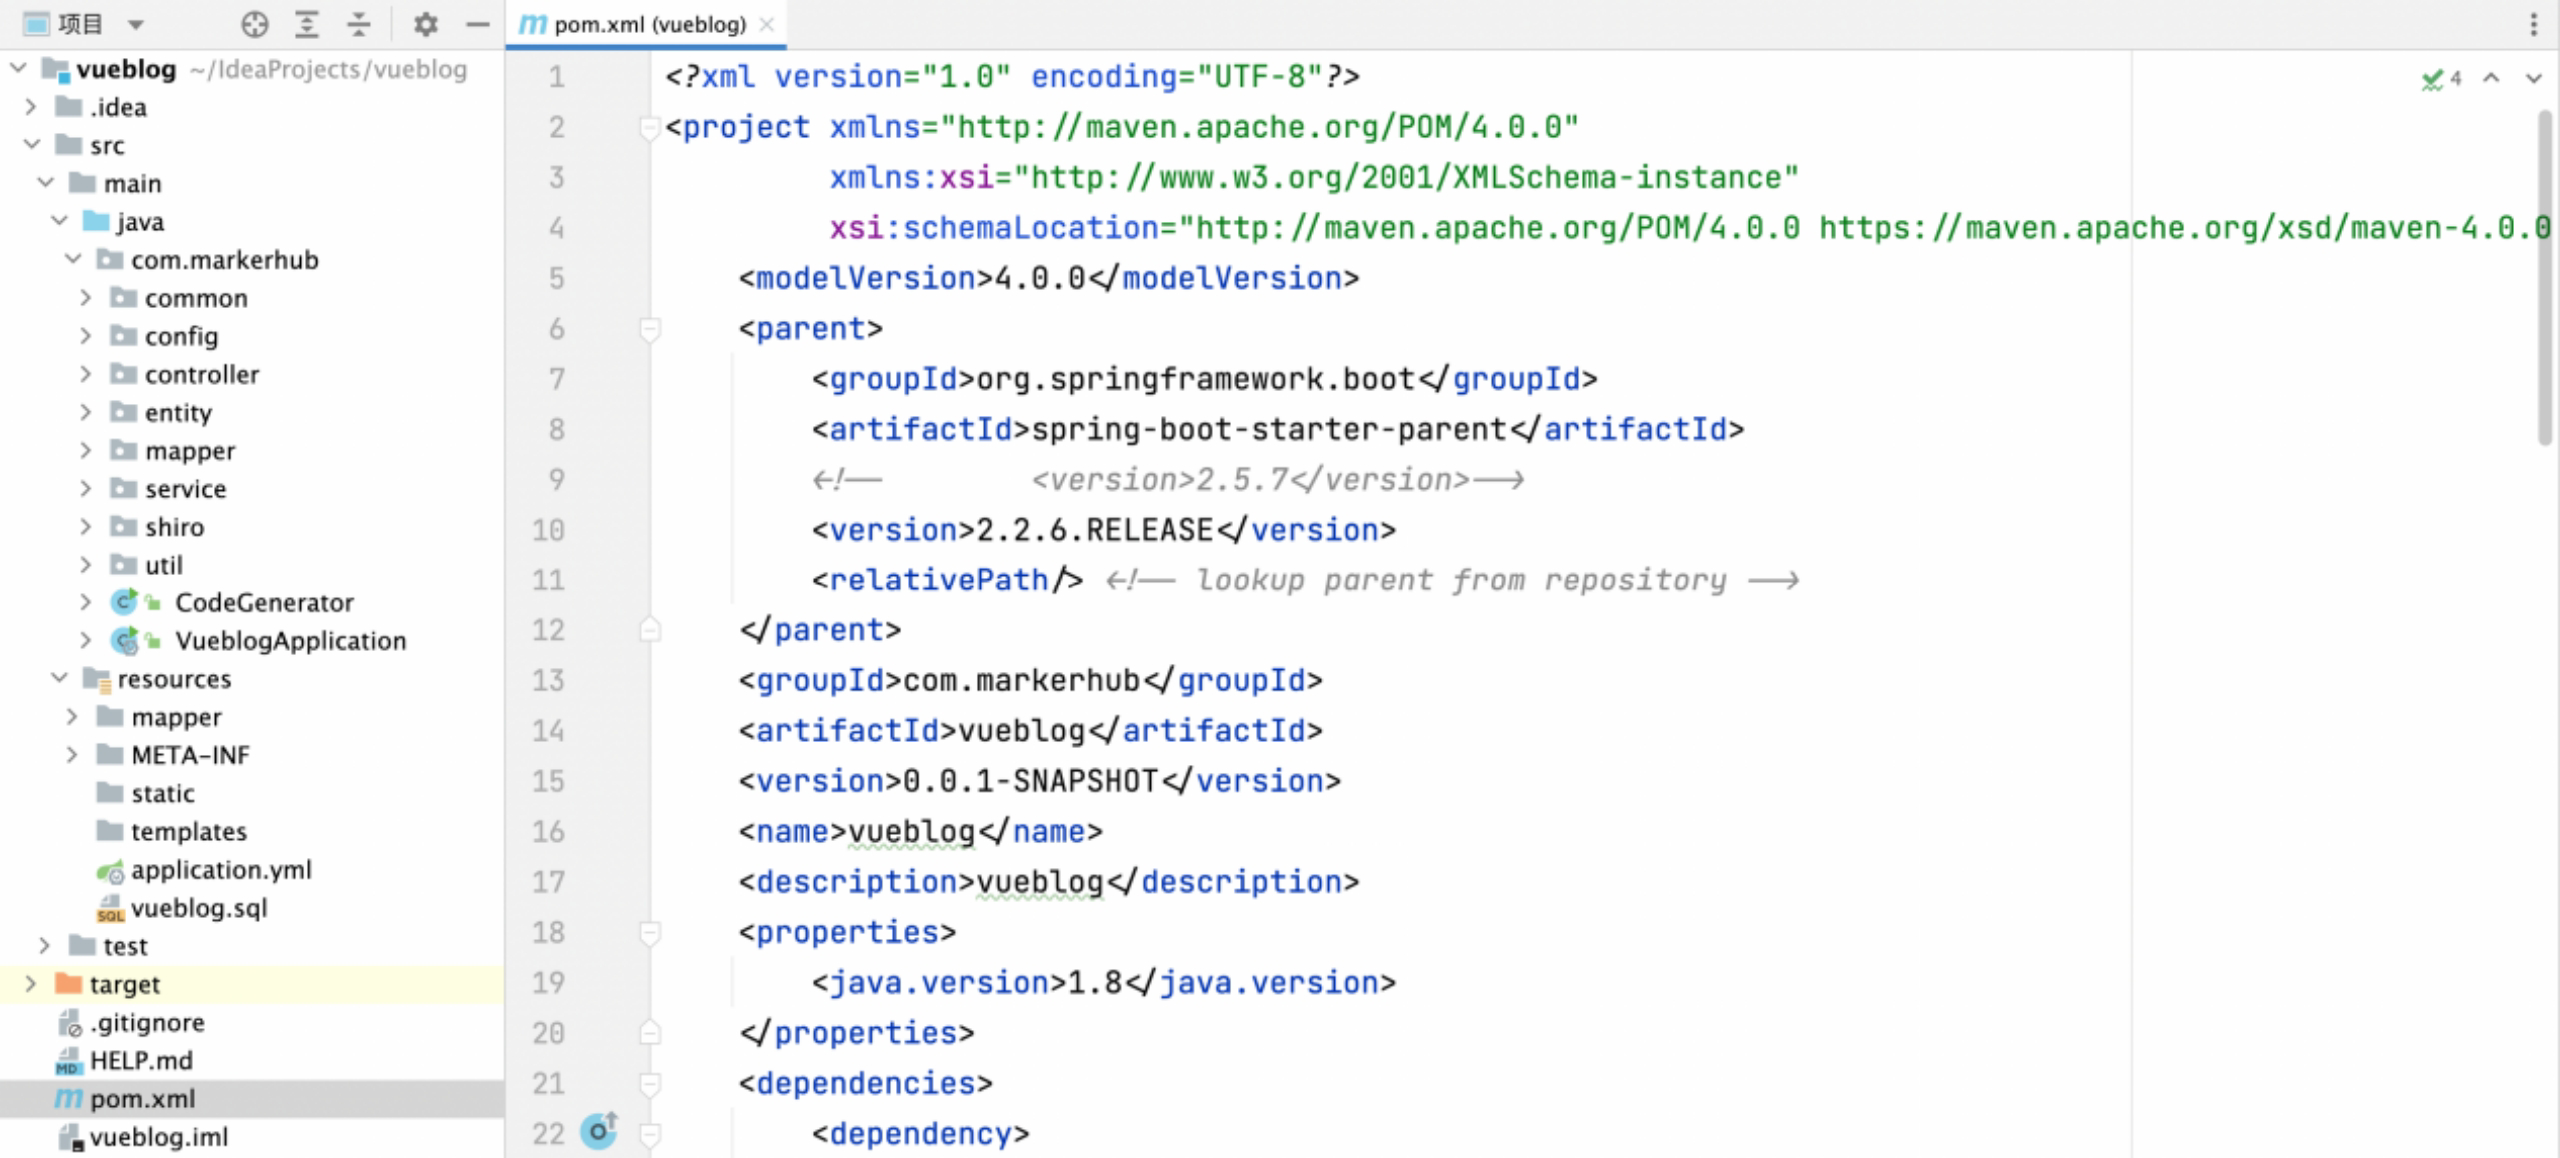 项目
vueblog ~/IdeaProjects/vueblog
.idea
src
main
java
com.markerhub
common
config
controller
entity
mapper
service
shiro
util
CodeGenerator
VueblogApplication
resources
mapper
META-INF
static
templates
application.yml
vueblog.sql
test
target
.gitignore
HELP.md
pom.xml
vueblog.iml
pom.xml (vueblog)
4
1 <?xml version="1.0" encoding="UTF-8"?>
2 <project xmlns="http://maven.apache.org/POM/4.0.0"
3 xmlns:xsi="http://www.w3.org/2001/XMLSchema-instance"
4 xsi:schemaLocation="http://maven.apache.org/POM/4.0.0 https://maven.apache.org/xsd/maven-4.0.0
5 <modelVersion>4.0.0</modelVersion>
6 <parent>
7 <groupId>org.springframework.boot</groupId>
8 <artifactId>spring-boot-starter-parent</artifactId>
9 <!-- <version>2.5.7</version>-->
10 <version>2.2.6.RELEASE</version>
11 <relativePath/> <!-- lookup parent from repository -->
12 </parent>
13 <groupId>com.markerhub</groupId>
14 <artifactId>vueblog</artifactId>
15 <version>0.0.1-SNAPSHOT</version>
16 <name>vueblog</name>
17 <description>vueblog</description>
18 <properties>
19 <java.version>1.8</java.version>
20 </properties>
21 <dependencies>
22 <dependency>